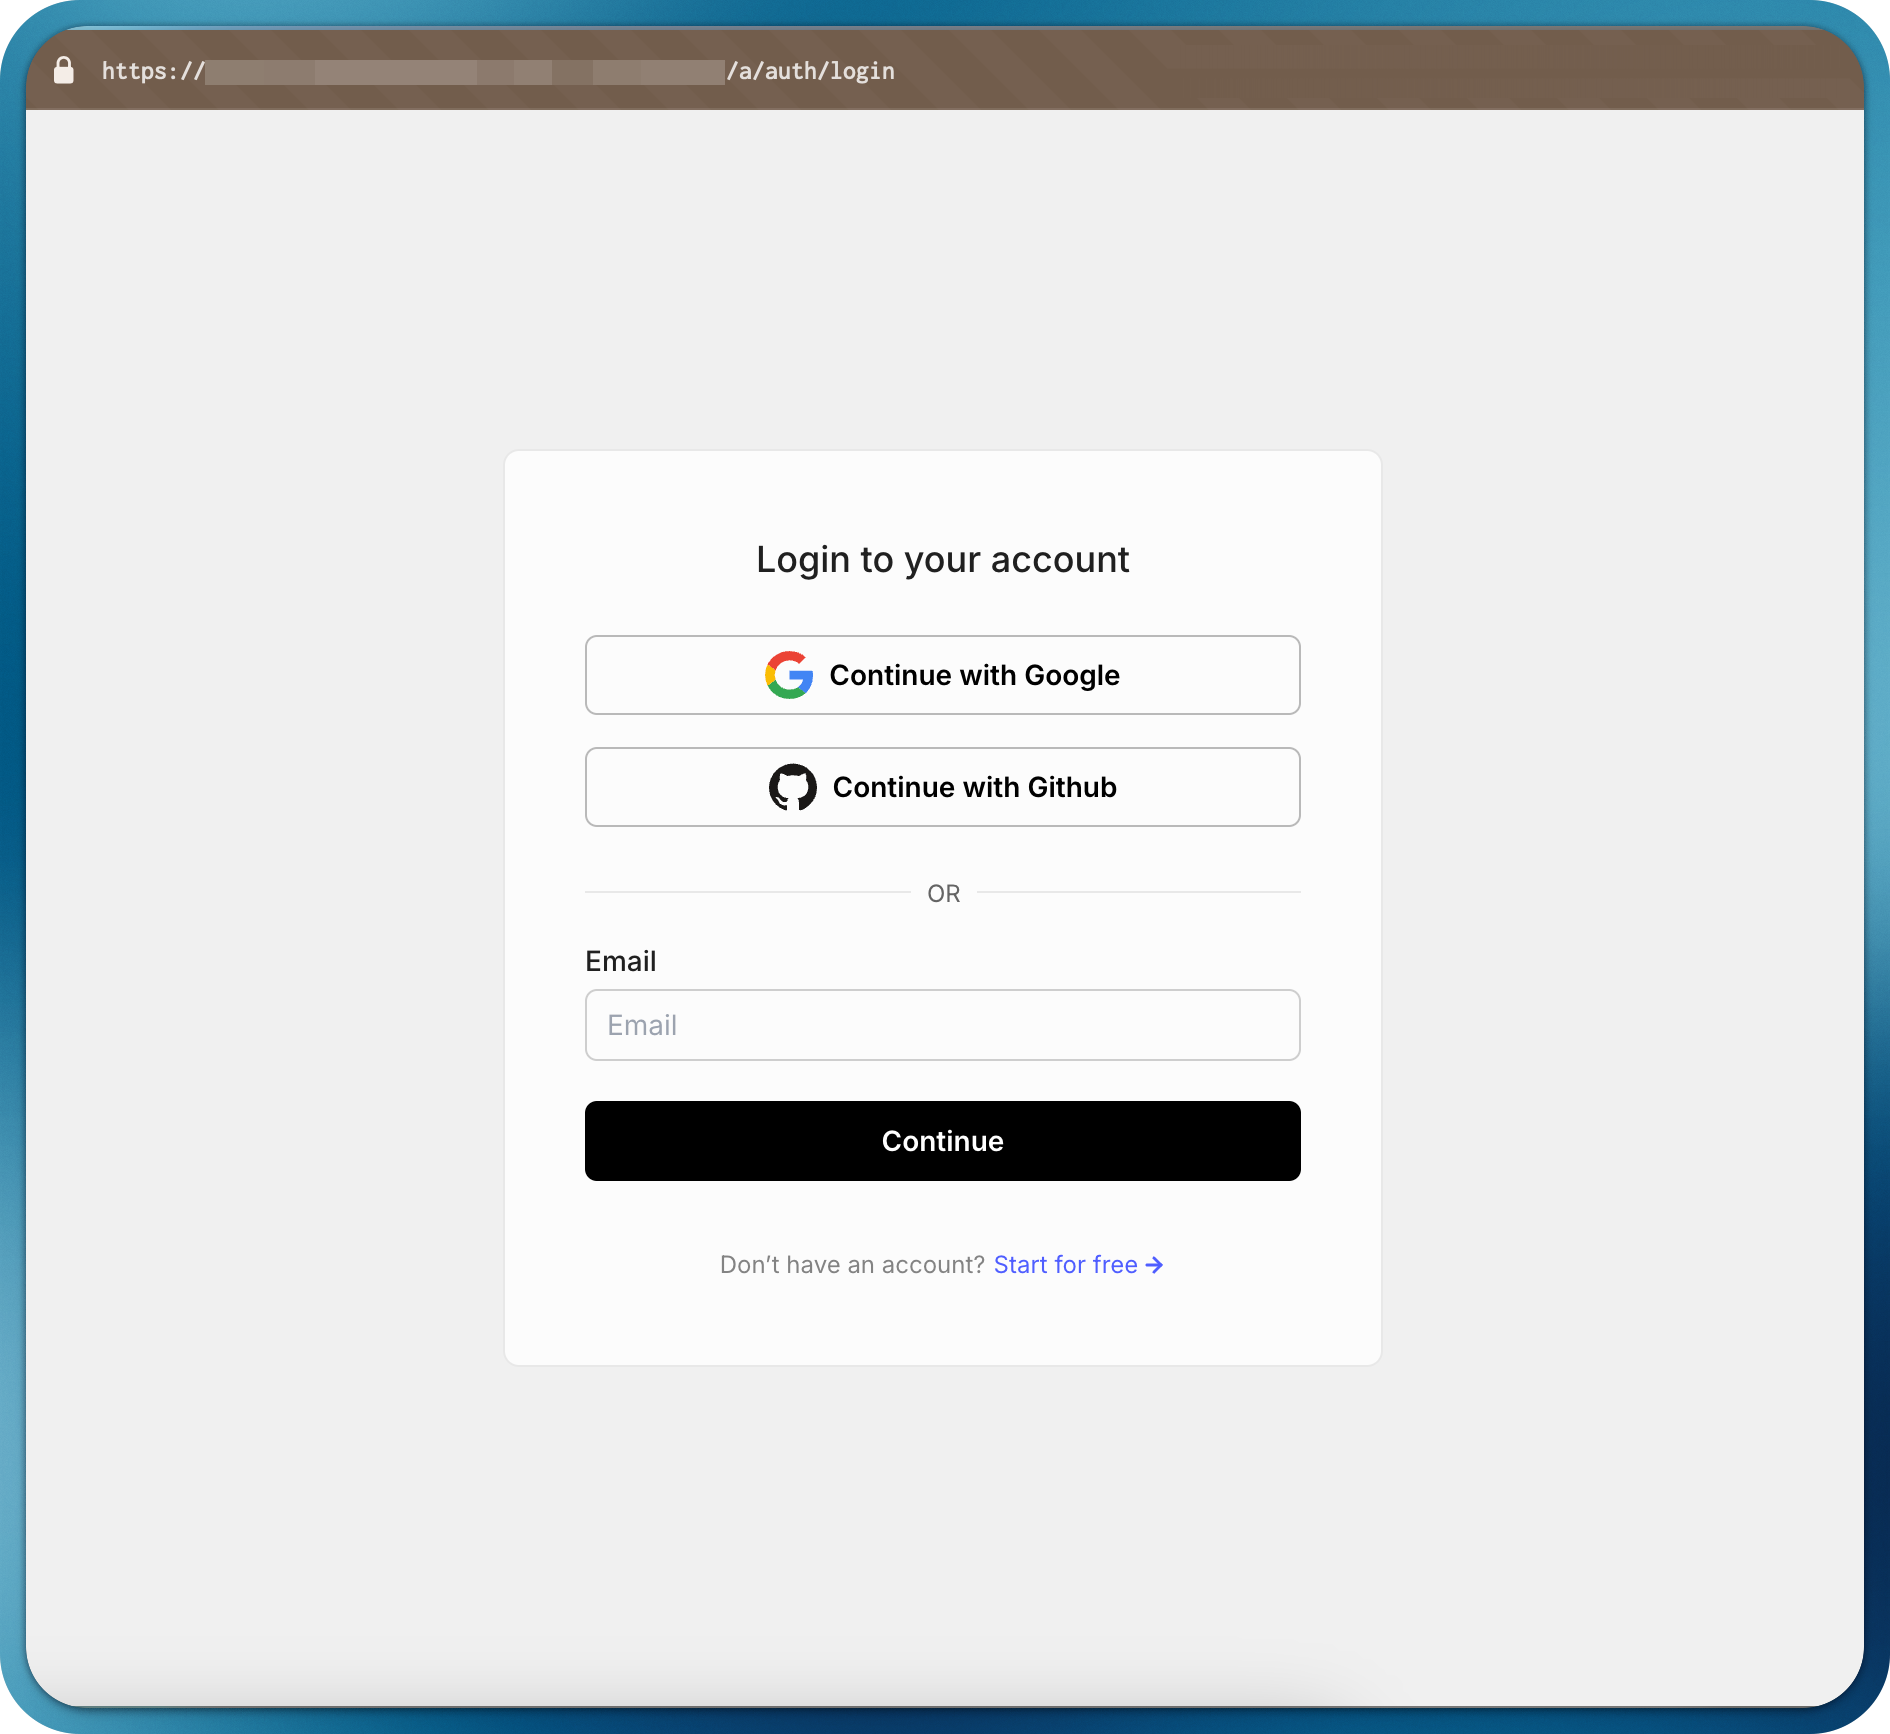 https:// /a/auth/login
Login to your account
Continue with Google
Continue with Github
OR
Email
Email
Continue
Don’t have an account? Start for free →